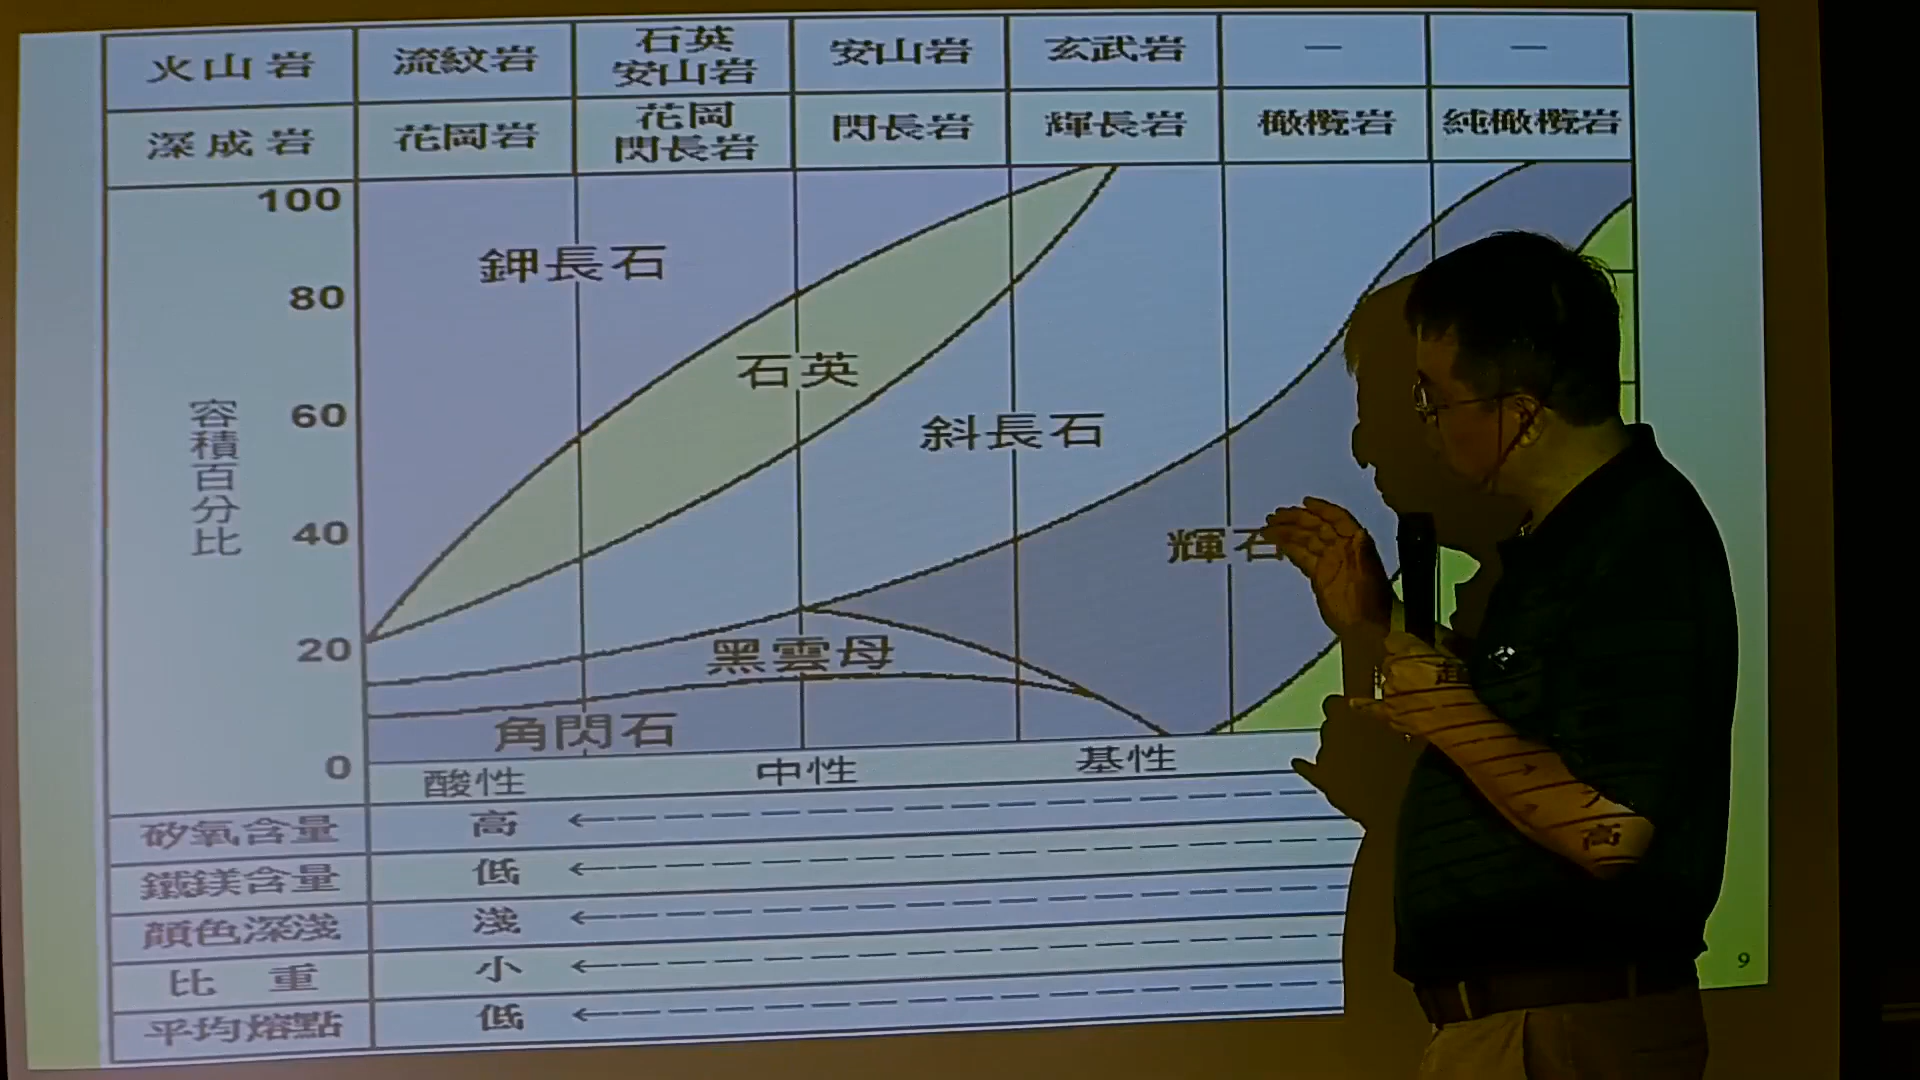 火山岩 流紋岩 石英安山岩 安山岩 玄武岩 — —
深成岩 花岡岩 花岡閃長岩 閃長岩 輝長岩 橄欖岩 純橄欖岩
100
80
60
40
20
0
容積百分比
鉀長石
石英
斜長石
輝石
黑雲母
角閃石
酸性 中性 基性
矽氧含量 高
鐵鎂含量 低
顏色深淺 淺
比重 小
平均熔點 低
高
9